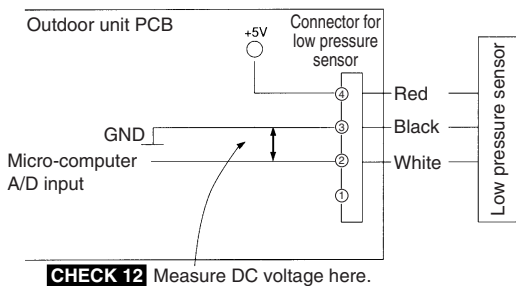 Outdoor unit PCB
+5V
Connector for
low pressure
sensor
④
Red
GND
③
Black
Micro-computer
A/D input
②
White
①
Low pressure sensor
CHECK 12 Measure DC voltage here.